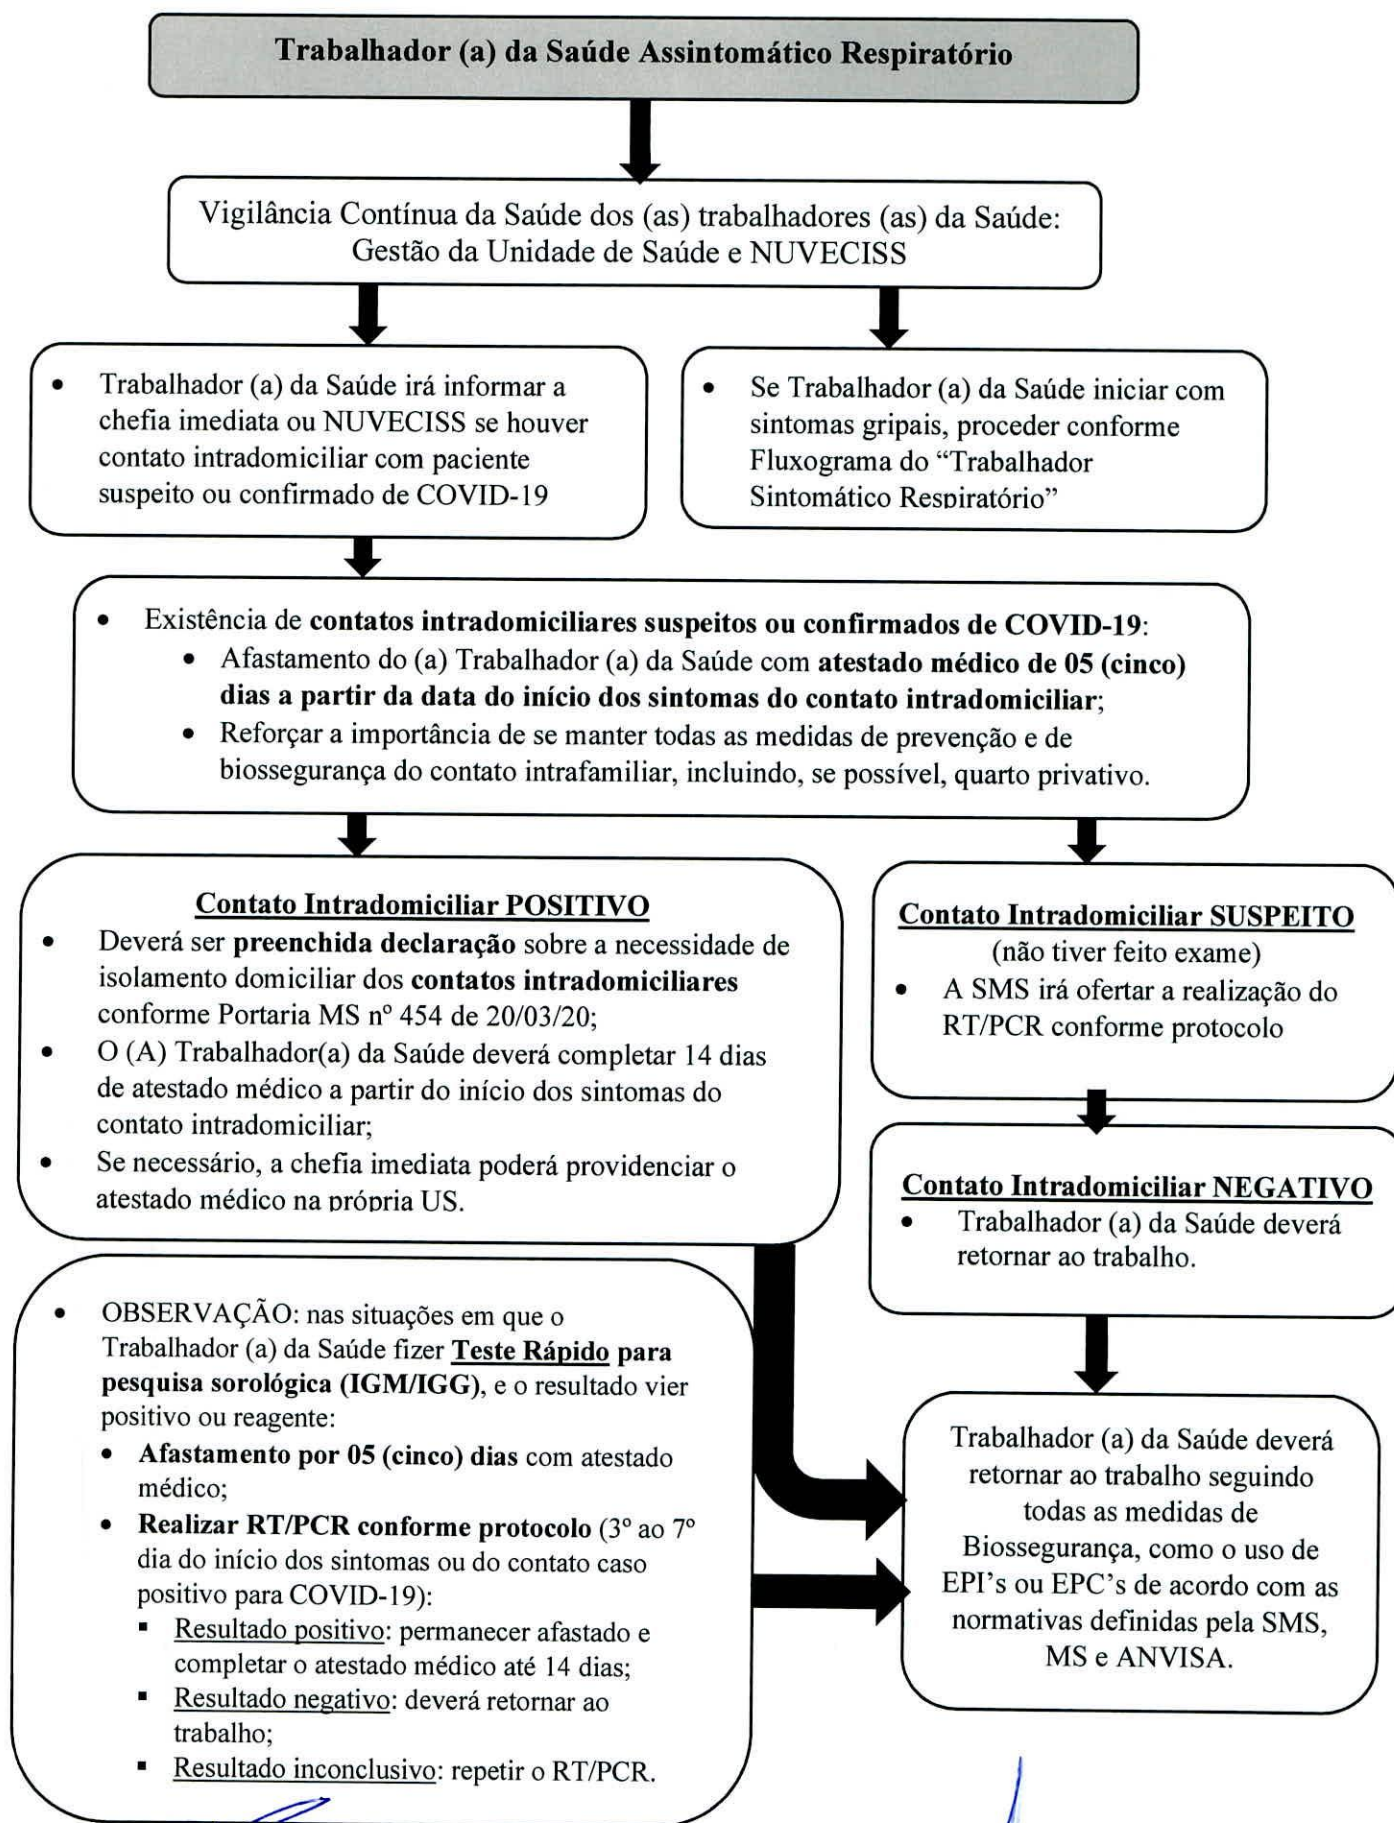 Trabalhador (a) da Saúde Assintomático Respiratório
Vigilância Contínua da Saúde dos (as) trabalhadores (as) da Saúde:
Gestão da Unidade de Saúde e NUVECISS
• Trabalhador (a) da Saúde irá informar a
chefia imediata ou NUVECISS se houver
contato intradomiciliar com paciente
suspeito ou confirmado de COVID-19
• Se Trabalhador (a) da Saúde iniciar com
sintomas gripais, proceder conforme
Fluxograma do “Trabalhador
Sintomático Respiratório”
• Existência de contatos intradomiciliares suspeitos ou confirmados de COVID-19:
• Afastamento do (a) Trabalhador (a) da Saúde com atestado médico de 05 (cinco)
dias a partir da data do início dos sintomas do contato intradomiciliar;
• Reforçar a importância de se manter todas as medidas de prevenção e de
biossegurança do contato intrafamiliar, incluindo, se possível, quarto privativo.
Contato Intradomiciliar POSITIVO
• Deverá ser preenchida declaração sobre a necessidade de
isolamento domiciliar dos contatos intradomiciliares
conforme Portaria MS nº 454 de 20/03/20;
• O (A) Trabalhador(a) da Saúde deverá completar 14 dias
de atestado médico a partir do início dos sintomas do
contato intradomiciliar;
• Se necessário, a chefia imediata poderá providenciar o
atestado médico na própria US.
Contato Intradomiciliar SUSPEITO
(não tiver feito exame)
• A SMS irá ofertar a realização do
RT/PCR conforme protocolo
Contato Intradomiciliar NEGATIVO
• Trabalhador (a) da Saúde deverá
retornar ao trabalho.
• OBSERVAÇÃO: nas situações em que o
Trabalhador (a) da Saúde fizer Teste Rápido para
pesquisa sorológica (IGM/IGG), e o resultado vier
positivo ou reagente:
• Afastamento por 05 (cinco) dias com atestado
médico;
• Realizar RT/PCR conforme protocolo (3º ao 7º
dia do início dos sintomas ou do contato caso
positivo para COVID-19):
▪ Resultado positivo: permanecer afastado e
completar o atestado médico até 14 dias;
▪ Resultado negativo: deverá retornar ao
trabalho;
▪ Resultado inconclusivo: repetir o RT/PCR.
Trabalhador (a) da Saúde deverá
retornar ao trabalho seguindo
todas as medidas de
Biossegurança, como o uso de
EPI’s ou EPC’s de acordo com as
normativas definidas pela SMS,
MS e ANVISA.